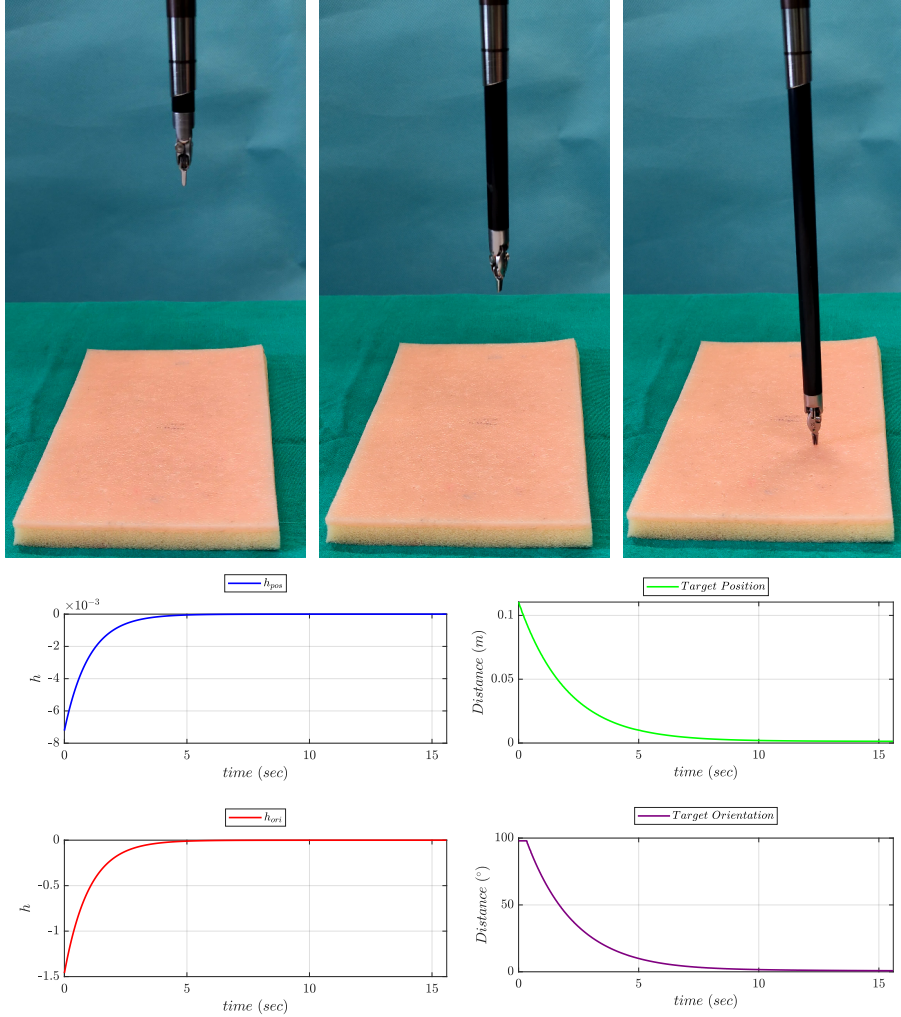 h_pos
×10⁻³
0
-2
-4
-6
-8
h
0 5 10 15
time (sec)
Target Position
0.1
0.05
0
Distance (m)
0 5 10 15
time (sec)
h_ori
0
-0.5
-1
-1.5
h
0 5 10 15
time (sec)
Target Orientation
100
50
0
Distance (°)
0 5 10 15
time (sec)